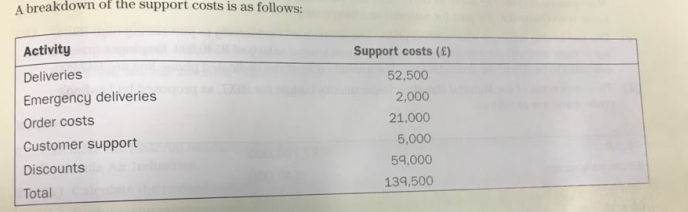 A breakdown of the support costs is as follows:
Activity Support costs (£)
Deliveries 52,500
Emergency deliveries 2,000
Order costs 21,000
Customer support 5,000
Discounts 59,000
Total 139,500